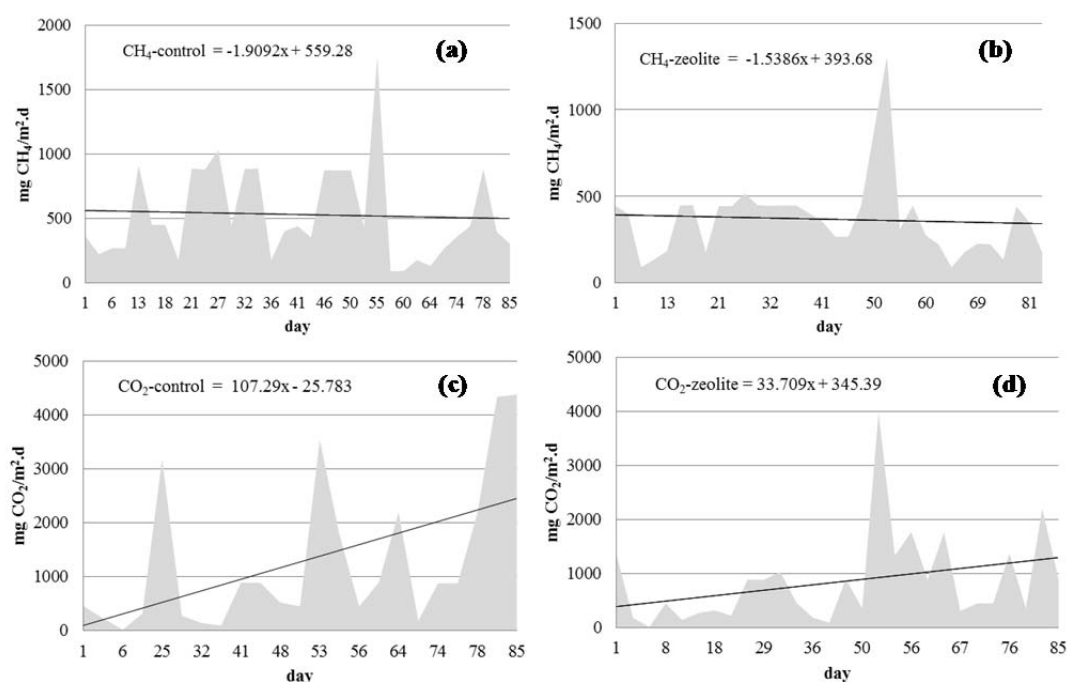 2000
1500
1000
500
0
mg CH₄/m².d
CH₄-control = -1.9092x + 559.28
(a)
1 6 13 18 21 27 32 36 41 46 50 55 60 64 74 78 85
day
1500
1000
500
0
mg CH₄/m².d
CH₄-zeolite = -1.5386x + 393.68
(b)
1 13 21 32 41 50 60 69 81
day
5000
4000
3000
2000
1000
0
mg CO₂/m².d
CO₂-control = 107.29x - 25.783
(c)
1 6 25 32 41 48 53 56 64 74 78 85
day
5000
4000
3000
2000
1000
0
mg CO₂/m².d
CO₂-zeolite = 33.709x + 345.39
(d)
1 8 18 29 36 50 56 67 76 85
day